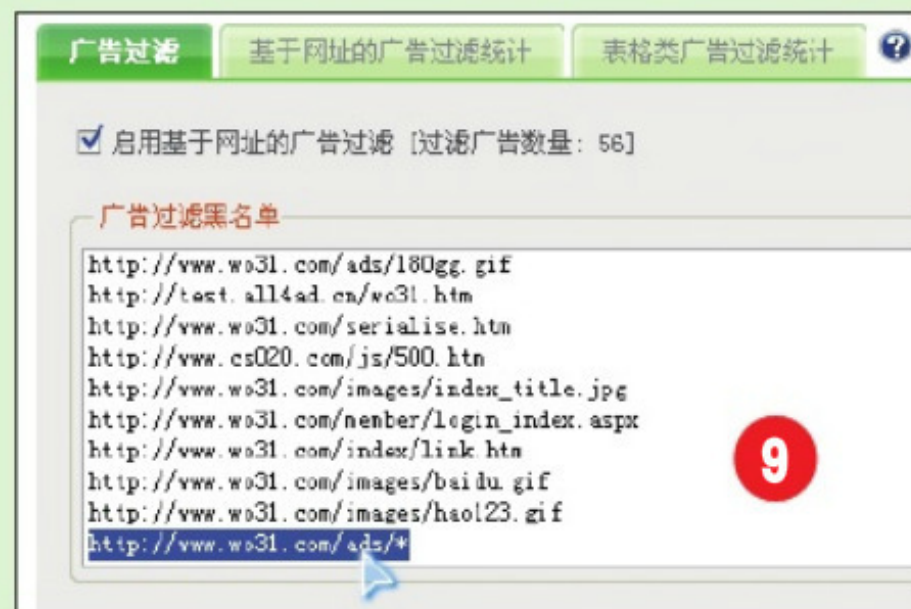 广告过滤 基于网址的广告过滤统计 表格类广告过滤统计 ?
启用基于网址的广告过滤 [过滤广告数量: 56]
广告过滤黑名单
http://www.wo31.com/ads/180gg.gif
http://test.all4ad.cn/wo31.htm
http://www.wo31.com/serialise.htm
http://www.cs020.com/js/500.htm
http://www.wo31.com/images/index_title.jpg
http://www.wo31.com/member/login_index.aspx
http://www.wo31.com/index/link.htm
http://www.wo31.com/images/baidu.gif
http://www.wo31.com/images/hao123.gif
http://www.wo31.com/ads/*
9